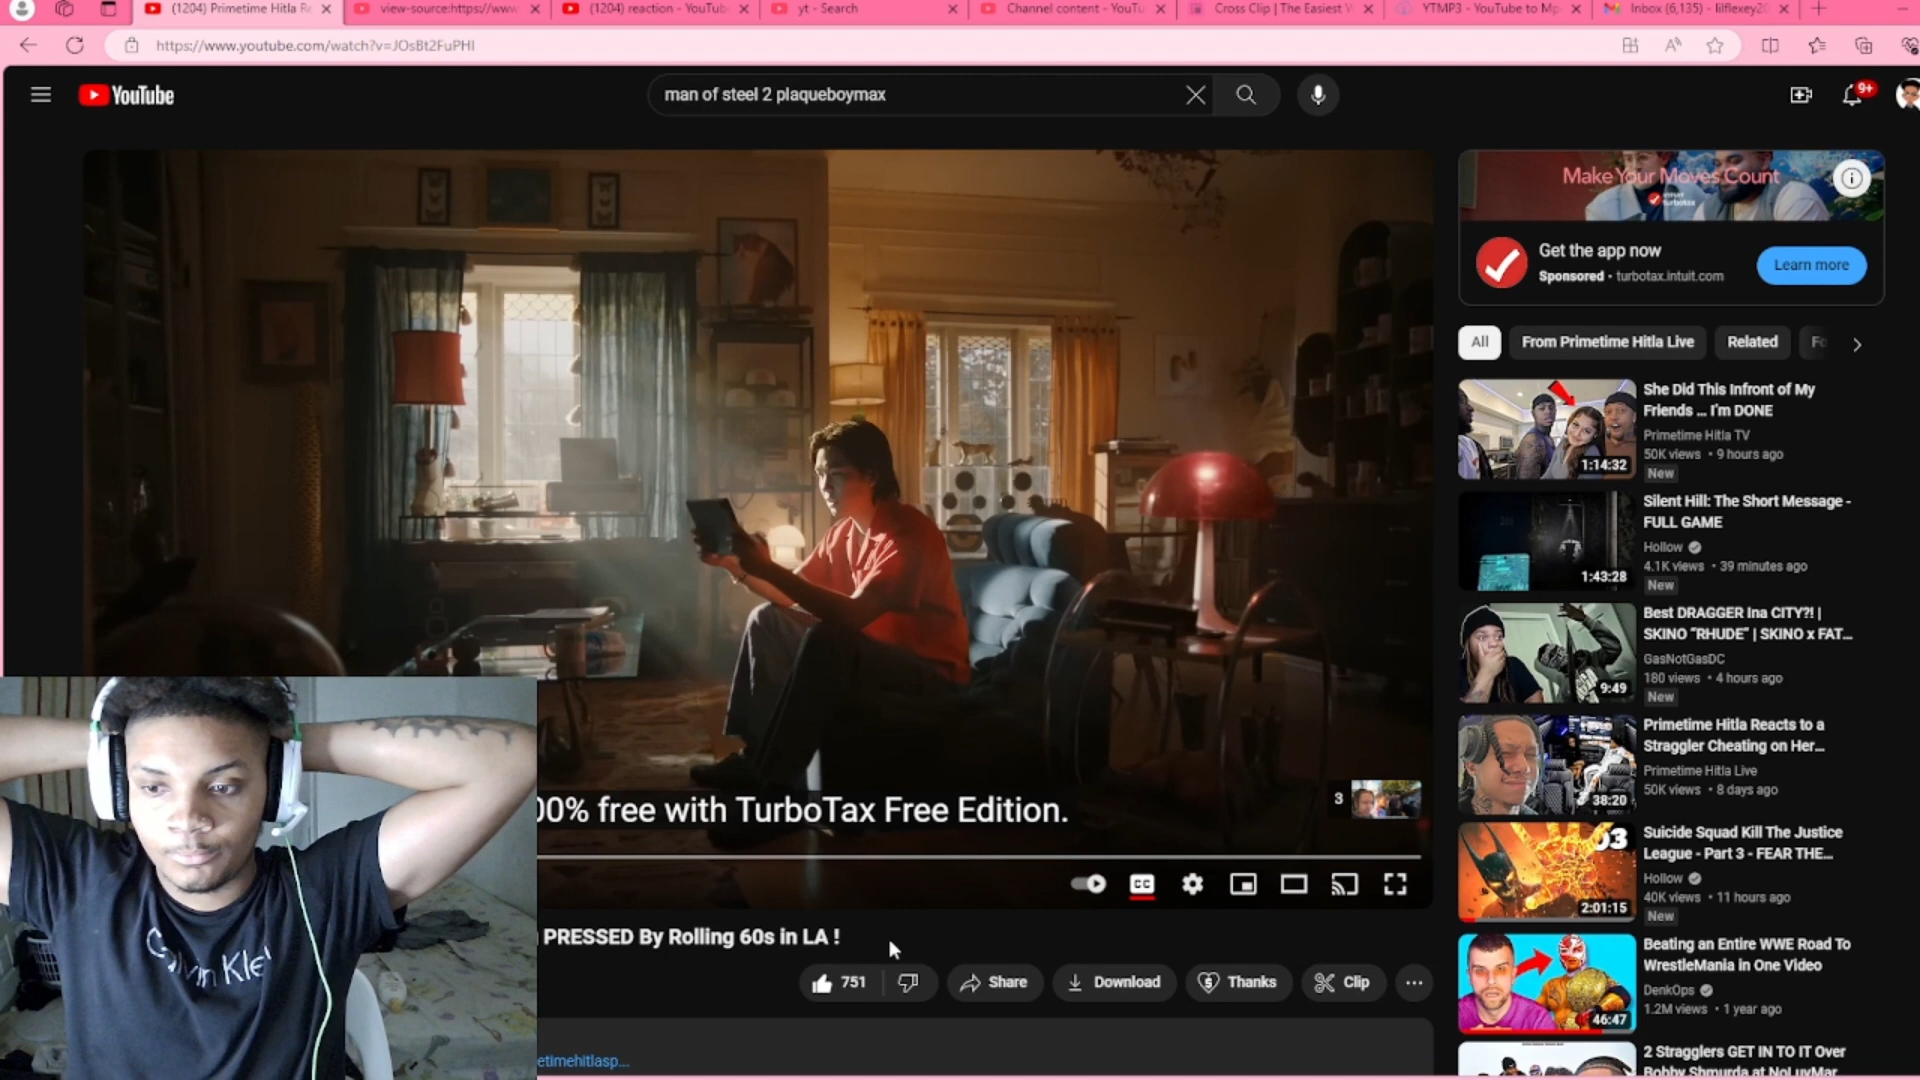 (1204) Primetime Hitla Re
view-source:https://www
(1204) reaction - YouTub
yt - Search
Channel content - YouTu
Cross Clip | The Easiest V
YTMP3 - YouTube to Mp
Inbox (6,135) - lilflexey2
https://www.youtube.com/watch?v=JOsBt2FuPHI
YouTube
man of steel 2 plaqueboymax
9+
Make Your Moves Count
turbotax
Get the app now
Sponsored • turbotax.intuit.com
Learn more
All
From Primetime Hitla Live
Related
Fo
She Did This Infront of My
Friends ... I'm DONE
Primetime Hitla TV
50K views • 9 hours ago
New
1:14:32
Silent Hill: The Short Message -
FULL GAME
Hollow
4.1K views • 39 minutes ago
New
1:43:28
Best DRAGGER Ina CITY?! |
SKINO “RHUDE” | SKINO x FAT...
GasNotGasDC
180 views • 4 hours ago
New
9:49
Primetime Hitla Reacts to a
Straggler Cheating on Her...
Primetime Hitla Live
50K views • 8 days ago
38:20
03
Suicide Squad Kill The Justice
League - Part 3 - FEAR THE...
Hollow
40K views • 11 hours ago
New
2:01:15
Beating an Entire WWE Road To
WrestleMania in One Video
DenkOps
1.2M views • 1 year ago
46:47
2 Stragglers GET IN TO IT Over
Bobby Shmurda at NoLuvMar
00% free with TurboTax Free Edition.
3
CC
PRESSED By Rolling 60s in LA !
751
Share
Download
Thanks
Clip
etimehitlasp...
Calvin Klei